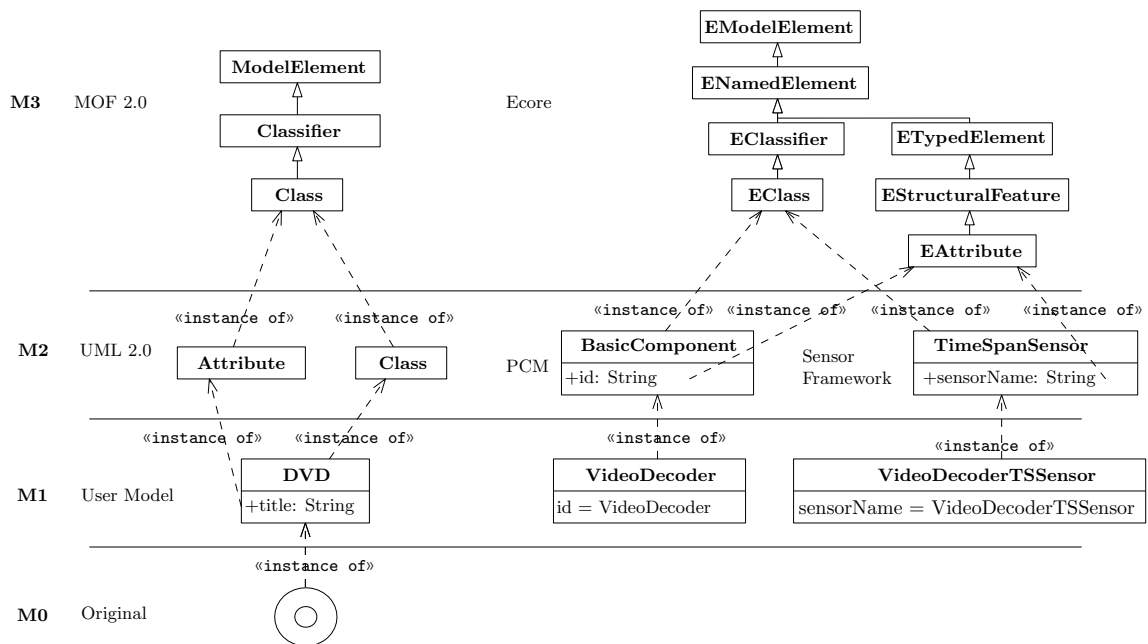 EModelElement
ModelElement
ENamedElement
M3 MOF 2.0
Ecore
Classifier
EClassifier
ETypedElement
Class
EClass
EStructuralFeature
EAttribute
«instance of»
«instance of»
«instance of»
«instance of»
«instance of»
«instance of»
M2 UML 2.0
Attribute
Class
PCM
BasicComponent
+id: String
Sensor
Framework
TimeSpanSensor
+sensorName: String
«instance of»
«instance of»
«instance of»
«instance of»
M1 User Model
DVD
+title: String
VideoDecoder
id = VideoDecoder
VideoDecoderTSSensor
sensorName = VideoDecoderTSSensor
«instance of»
M0 Original